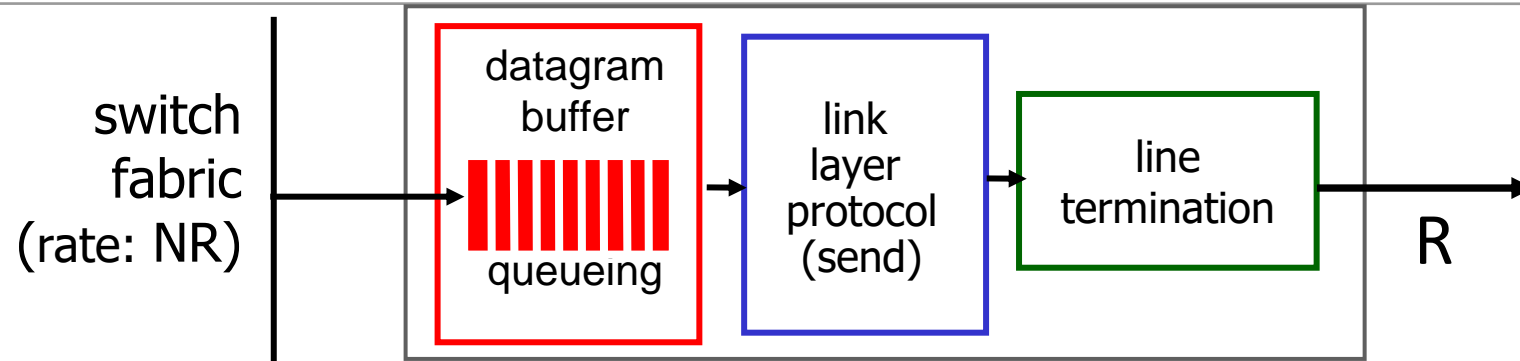 switch
fabric
(rate: NR)
datagram
buffer
queueing
link
layer
protocol
(send)
line
termination
R